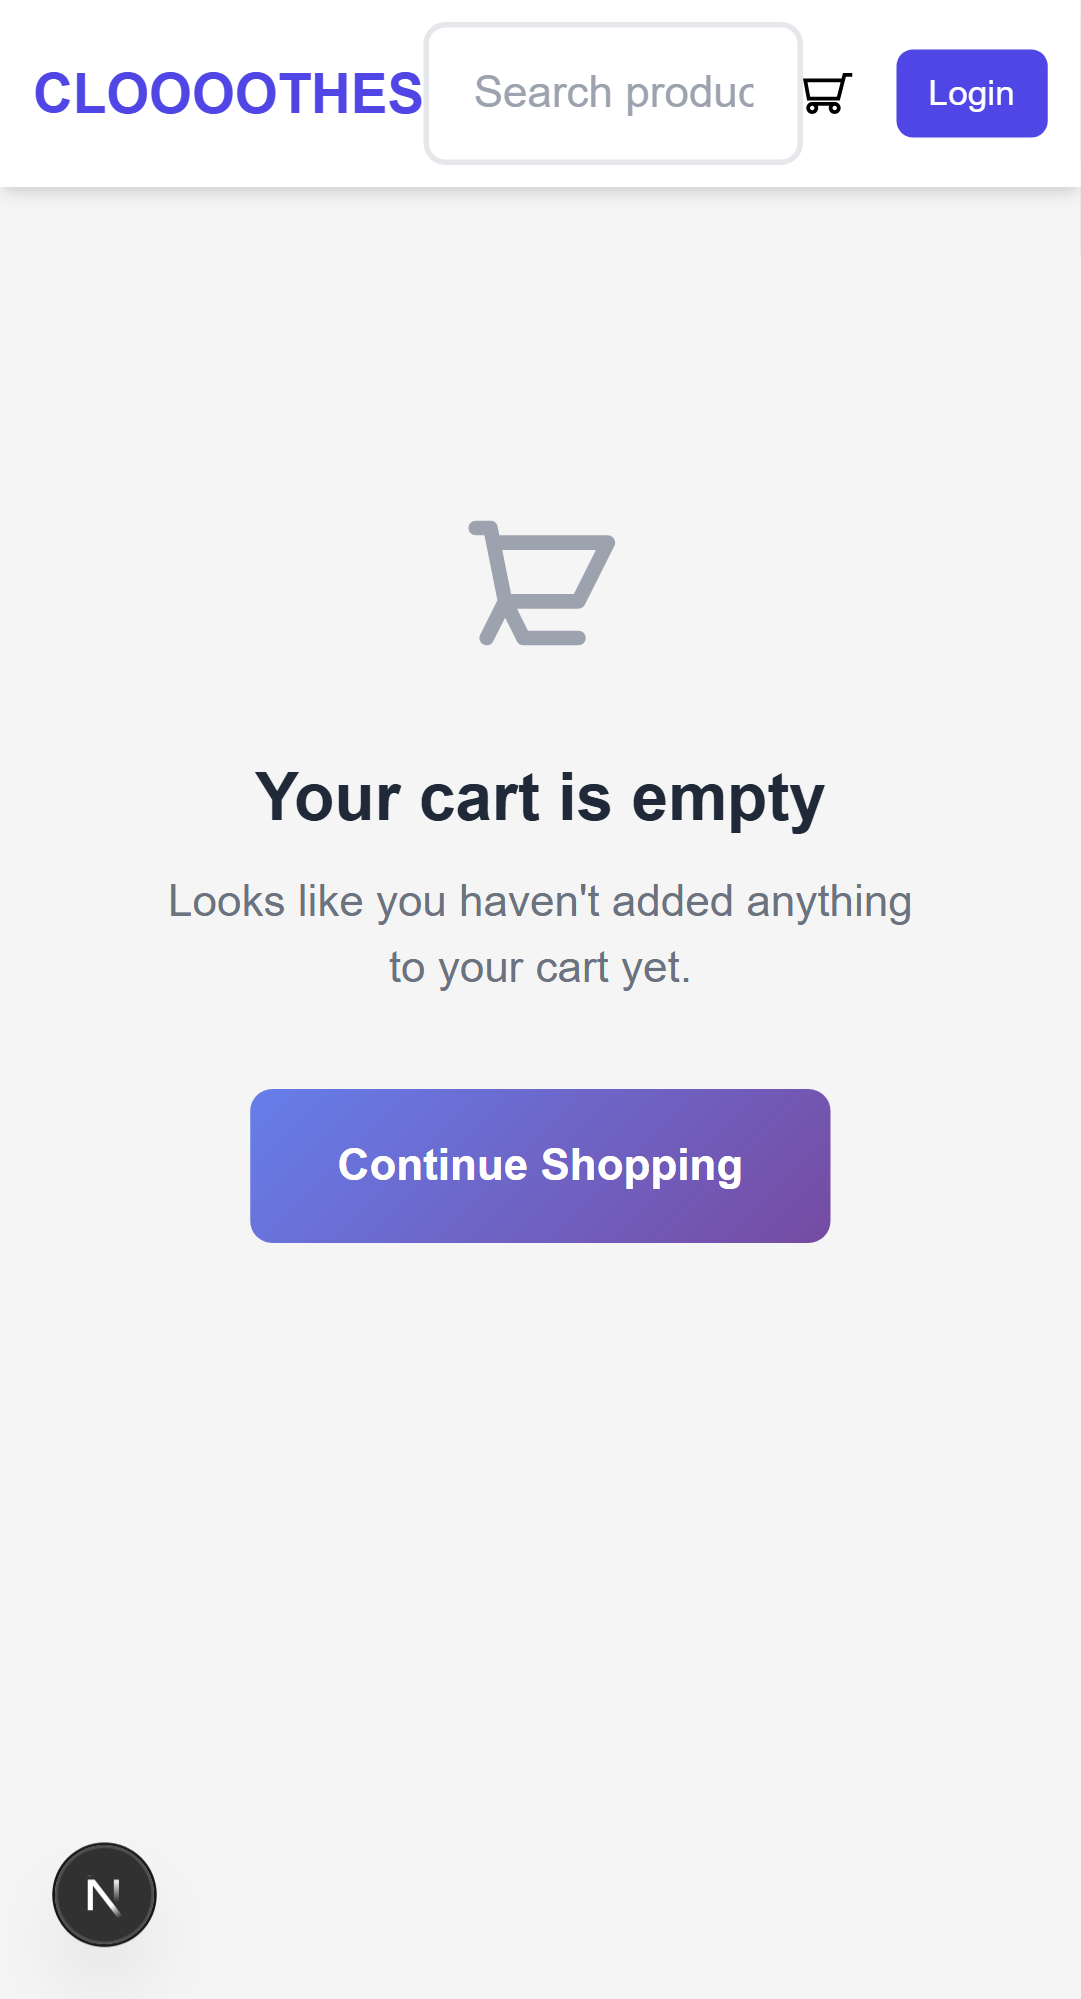 CLOOOOTHES
Search produc
Login
Your cart is empty
Looks like you haven't added anything
to your cart yet.
Continue Shopping
N